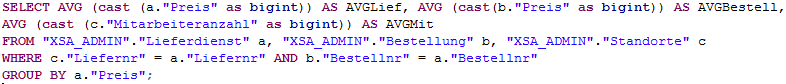 SELECT AVG (cast (a."Preis" as bigint)) AS AVGLief, AVG (cast(b."Preis" as bigint)) AS AVGBestell,
AVG (cast (c."Mitarbeiteranzahl" as bigint)) AS AVGMit
FROM "XSA_ADMIN"."Lieferdienst" a, "XSA_ADMIN"."Bestellung" b, "XSA_ADMIN"."Standorte" c
WHERE c."Liefernr" = a."Liefernr" AND b."Bestellnr" = a."Bestellnr"
GROUP BY a."Preis";